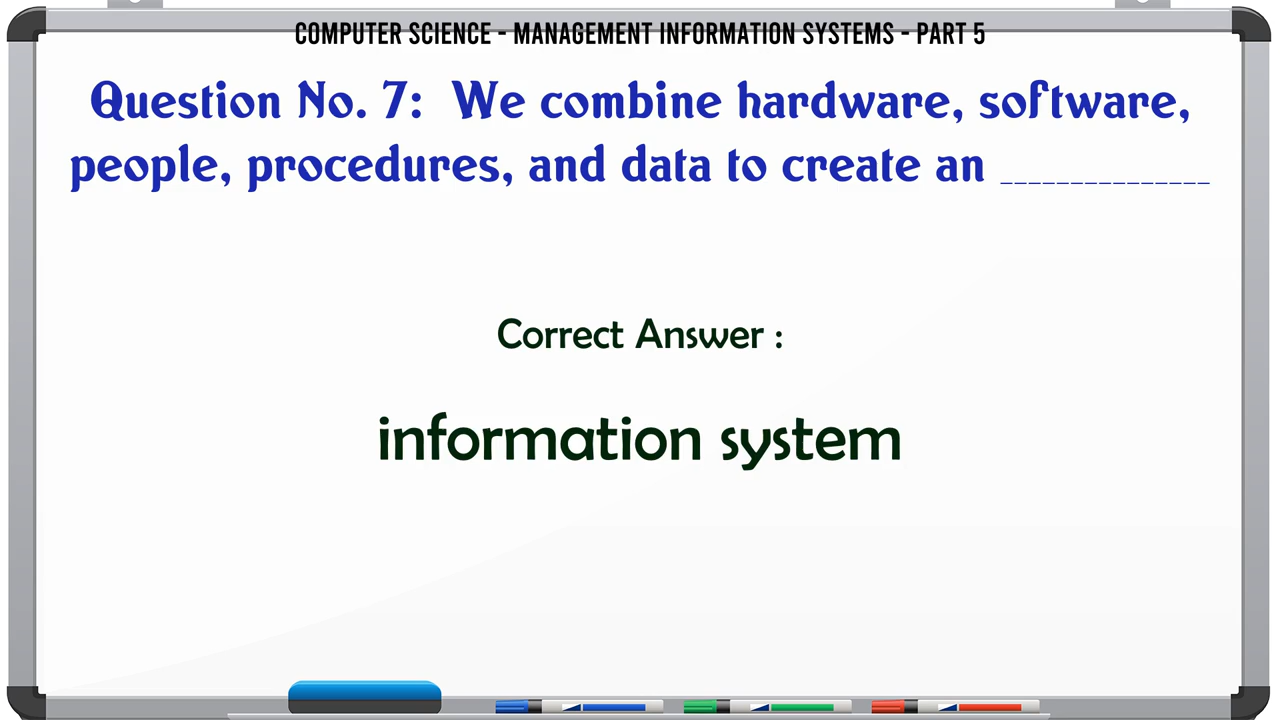 COMPUTER SCIENCE - MANAGEMENT INFORMATION SYSTEMS - PART 5
Question No. 7: We combine hardware, software,
people, procedures, and data to create an _______________
Correct Answer :
information system